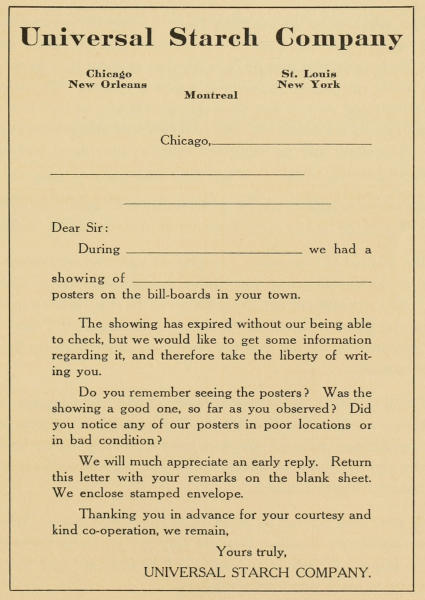 Universal Starch Company
Chicago
New Orleans
St. Louis
New York
Montreal
Chicago,
Dear Sir:
During we had a
showing of
posters on the bill-boards in your town.
The showing has expired without our being able
to check, but we would like to get some information
regarding it, and therefore take the liberty of writ-
ing you.
Do you remember seeing the posters? Was the
showing a good one, so far as you observed? Did
you notice any of our posters in poor locations or
in bad condition?
We will much appreciate an early reply. Return
this letter with your remarks on the blank sheet.
We enclose stamped envelope.
Thanking you in advance for your courtesy and
kind co-operation, we remain,
Yours truly,
UNIVERSAL STARCH COMPANY.